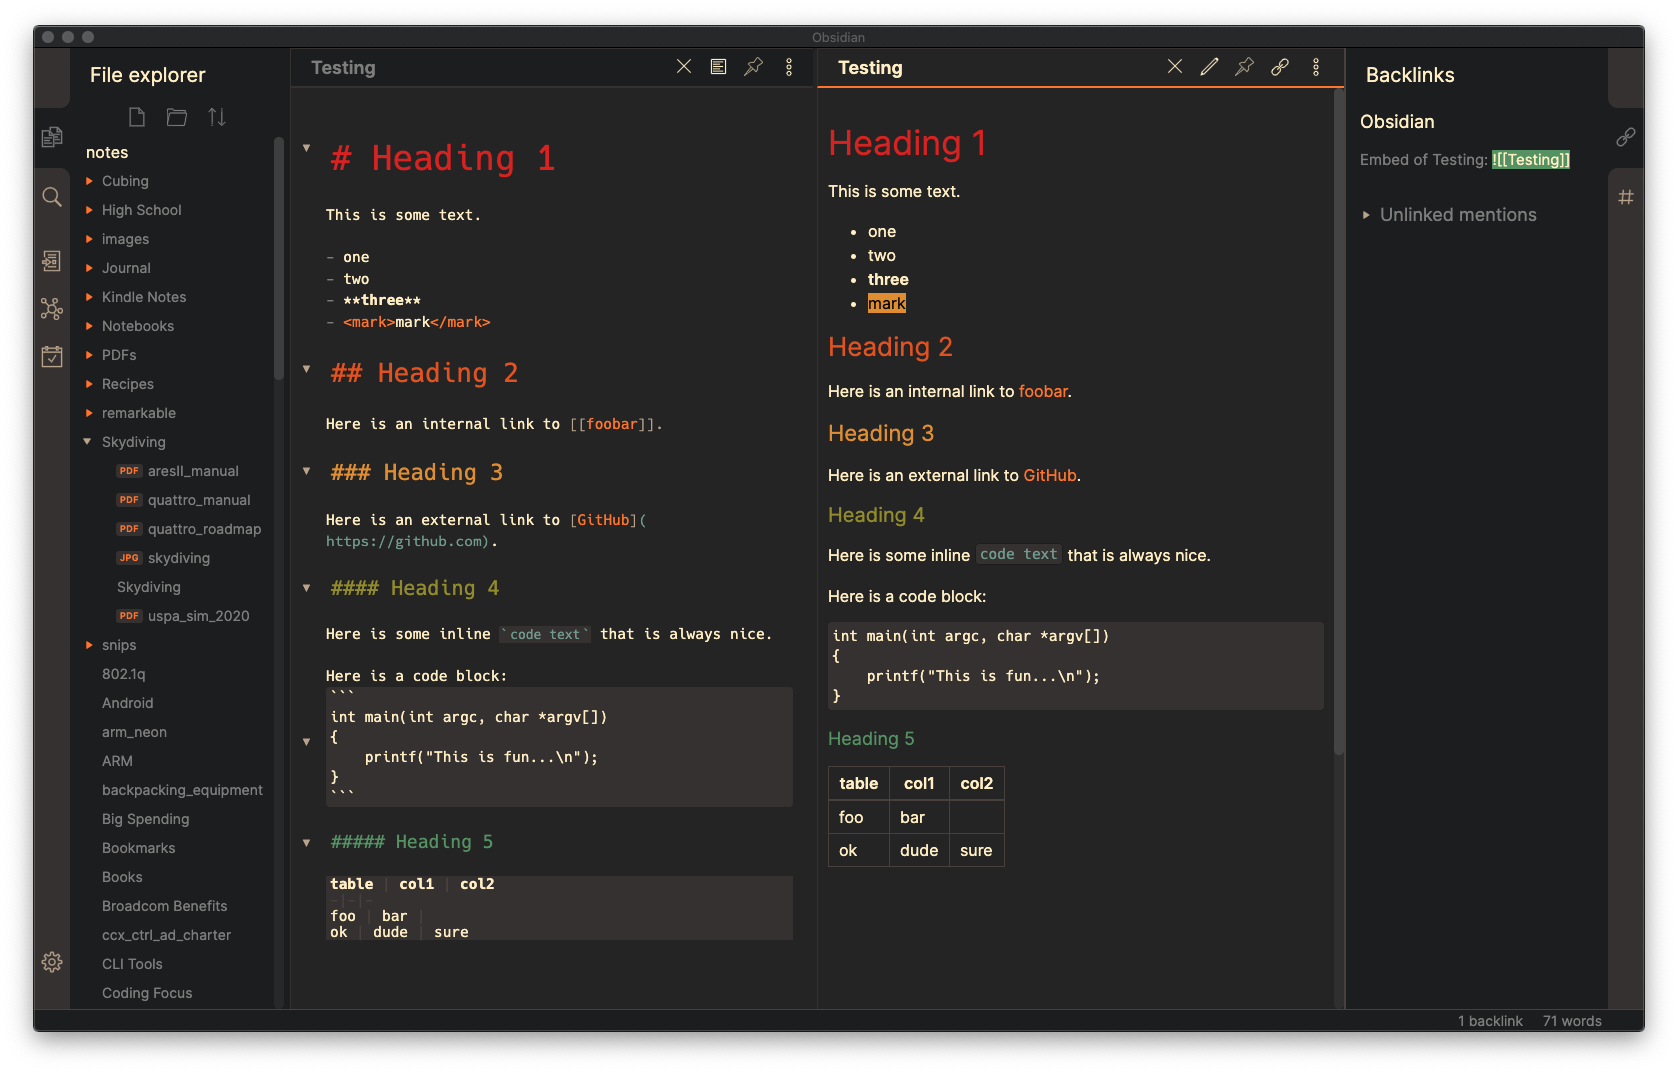 Obsidian
File explorer
notes
Cubing
High School
images
Journal
Kindle Notes
Notebooks
PDFs
Recipes
remarkable
Skydiving
PDF aresII_manual
PDF quattro_manual
PDF quattro_roadmap
JPG skydiving
Skydiving
PDF uspa_sim_2020
snips
802.1q
Android
arm_neon
ARM
backpacking_equipment
Big Spending
Bookmarks
Books
Broadcom Benefits
ccx_ctrl_ad_charter
CLI Tools
Coding Focus
Testing
# Heading 1
This is some text.
- one
- two
- **three**
- <mark>mark</mark>
## Heading 2
Here is an internal link to [[foobar]].
### Heading 3
Here is an external link to [GitHub](
https://github.com).
#### Heading 4
Here is some inline `code text` that is always nice.
Here is a code block:
```
int main(int argc, char *argv[])
{
printf("This is fun...\n");
}
```
##### Heading 5
table | col1 | col2
-|-|-
foo | bar |
ok | dude | sure
Testing
Heading 1
This is some text.
• one
• two
• three
• mark
Heading 2
Here is an internal link to foobar.
Heading 3
Here is an external link to GitHub.
Heading 4
Here is some inline code text that is always nice.
Here is a code block:
int main(int argc, char *argv[])
{
printf("This is fun...\n");
}
Heading 5
table col1 col2
foo bar
ok dude sure
Backlinks
Obsidian
Embed of Testing: ![[Testing]]
Unlinked mentions
#
1 backlink 71 words